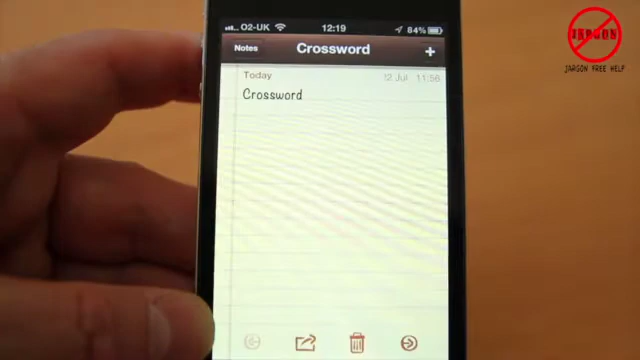 O2-UK 12:19 84%
Notes Crossword +
Today 12 Jul 11:56
Crossword
JARGON
JARGON FREE HELP